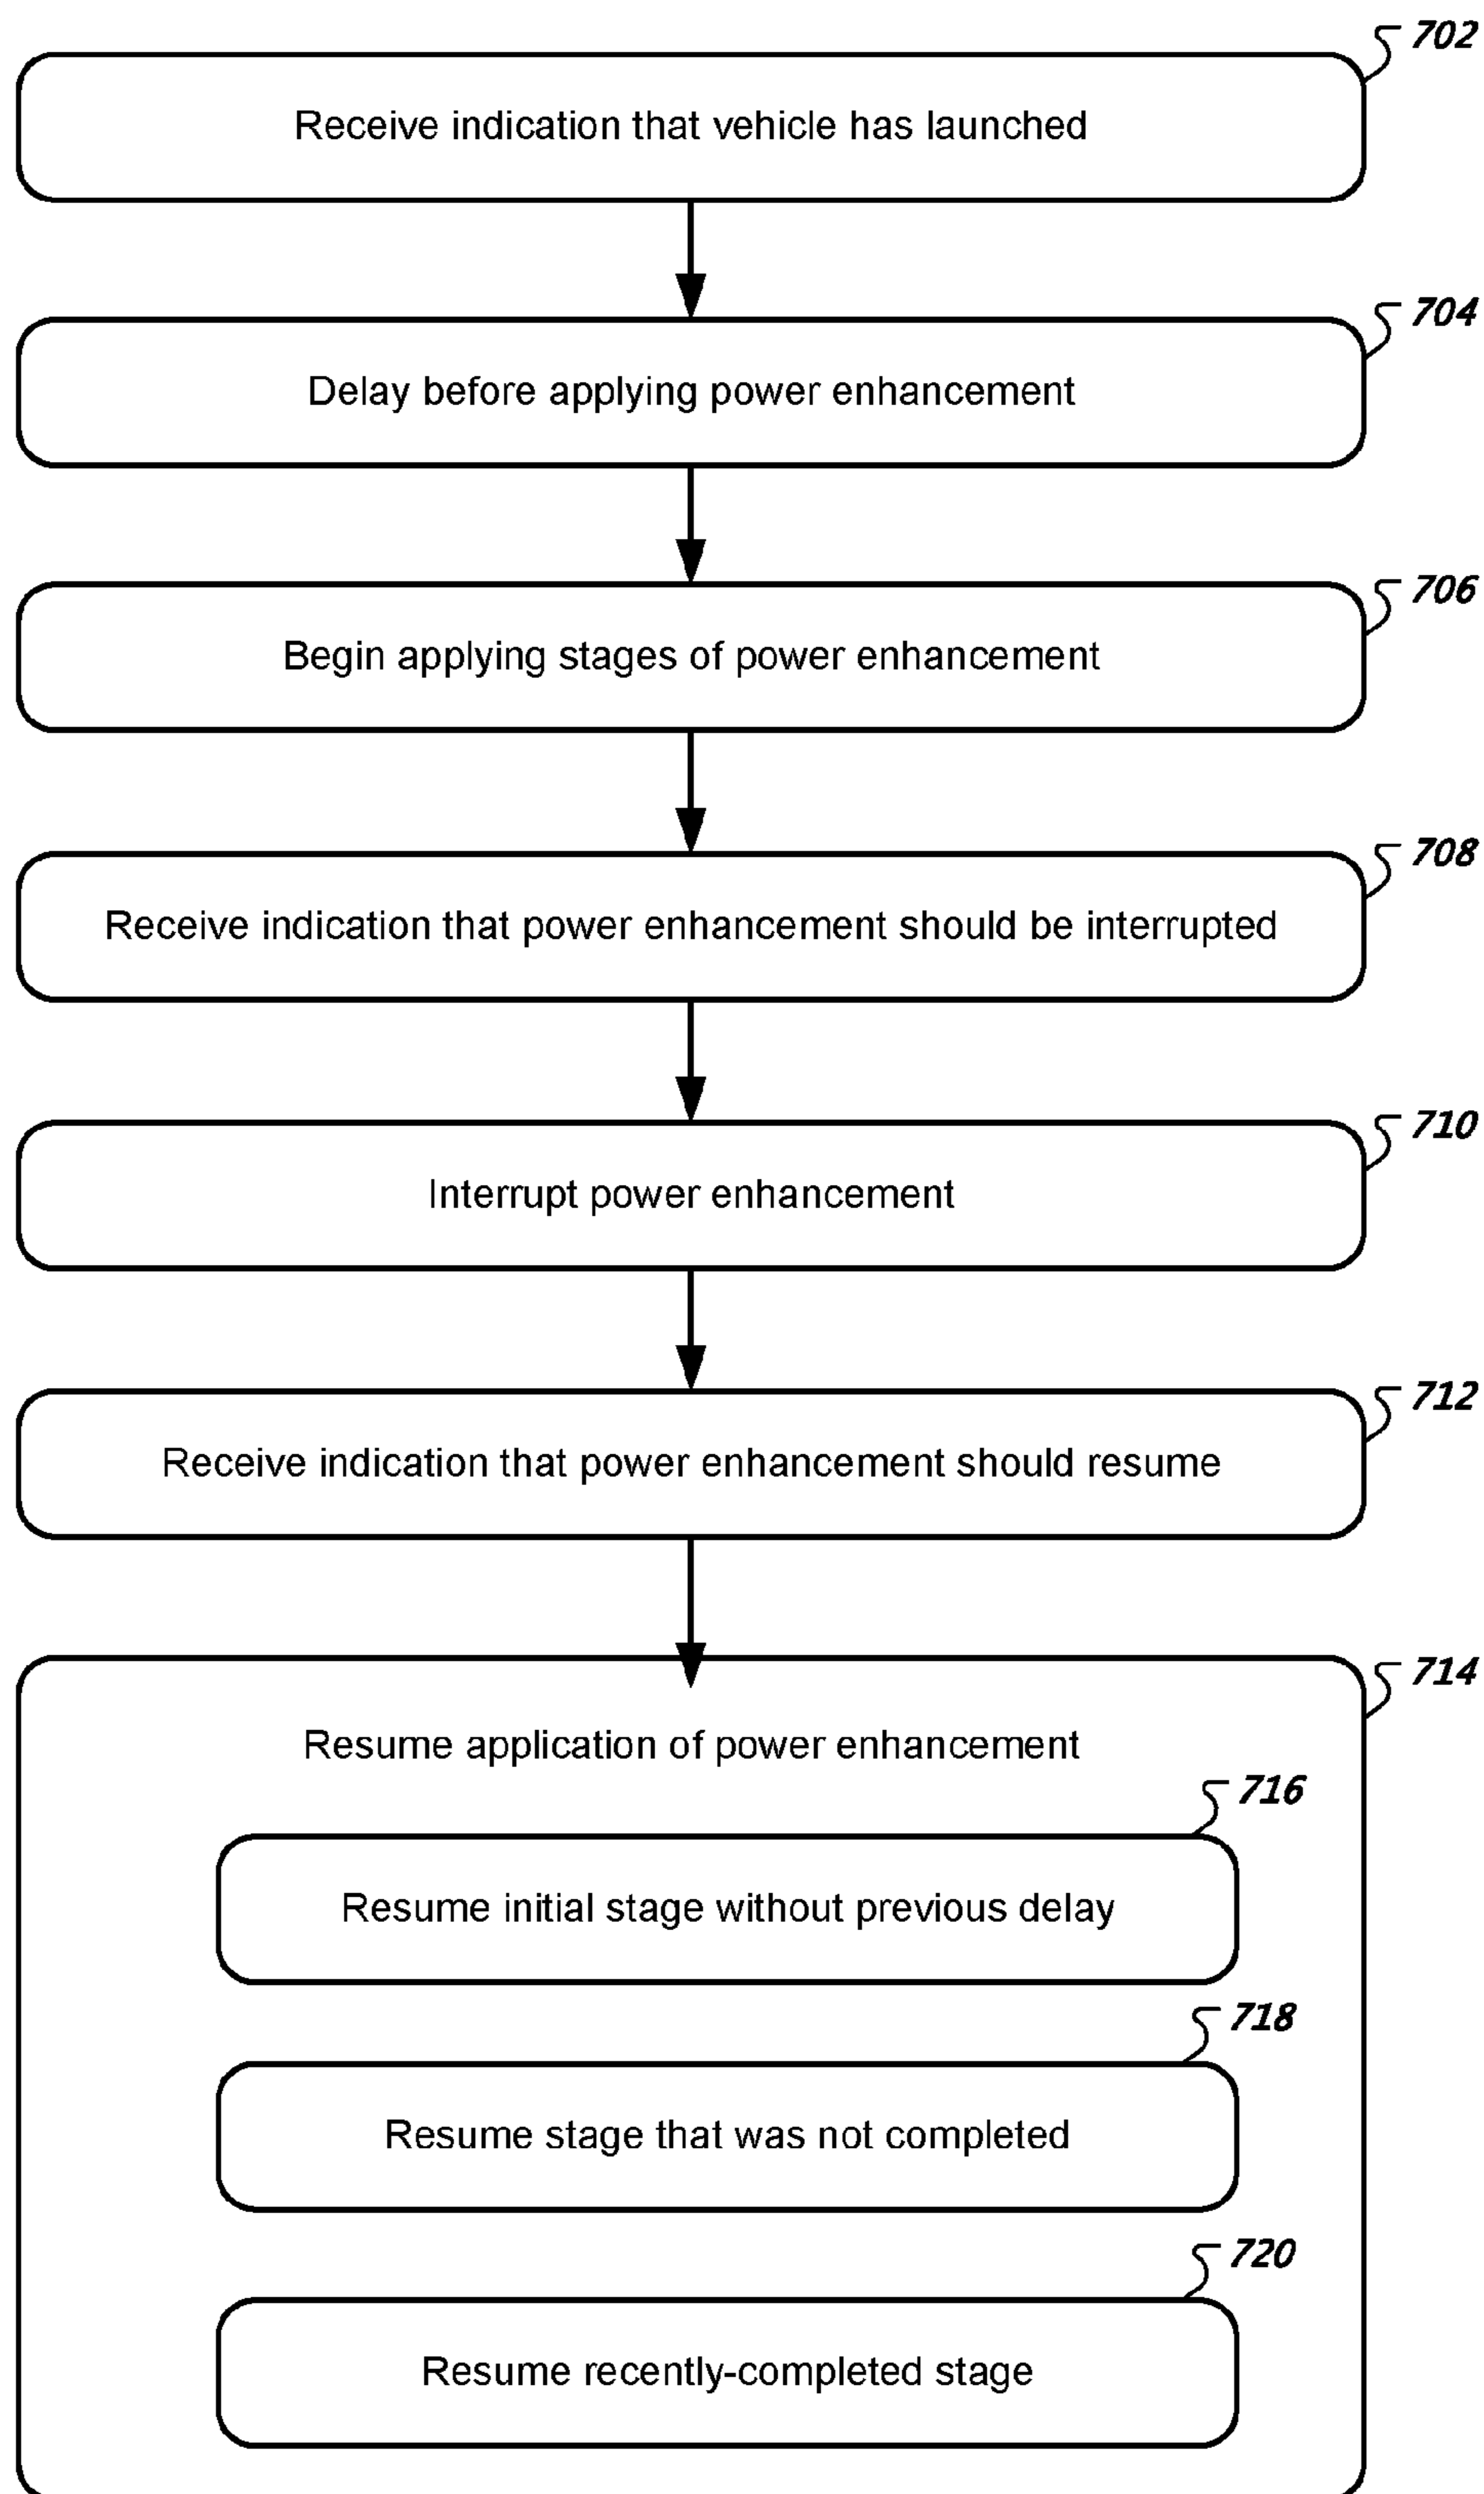 702
Receive indication that vehicle has launched
704
Delay before applying power enhancement
706
Begin applying stages of power enhancement
708
Receive indication that power enhancement should be interrupted
710
Interrupt power enhancement
712
Receive indication that power enhancement should resume
714
Resume application of power enhancement
716
Resume initial stage without previous delay
718
Resume stage that was not completed
720
Resume recently-completed stage